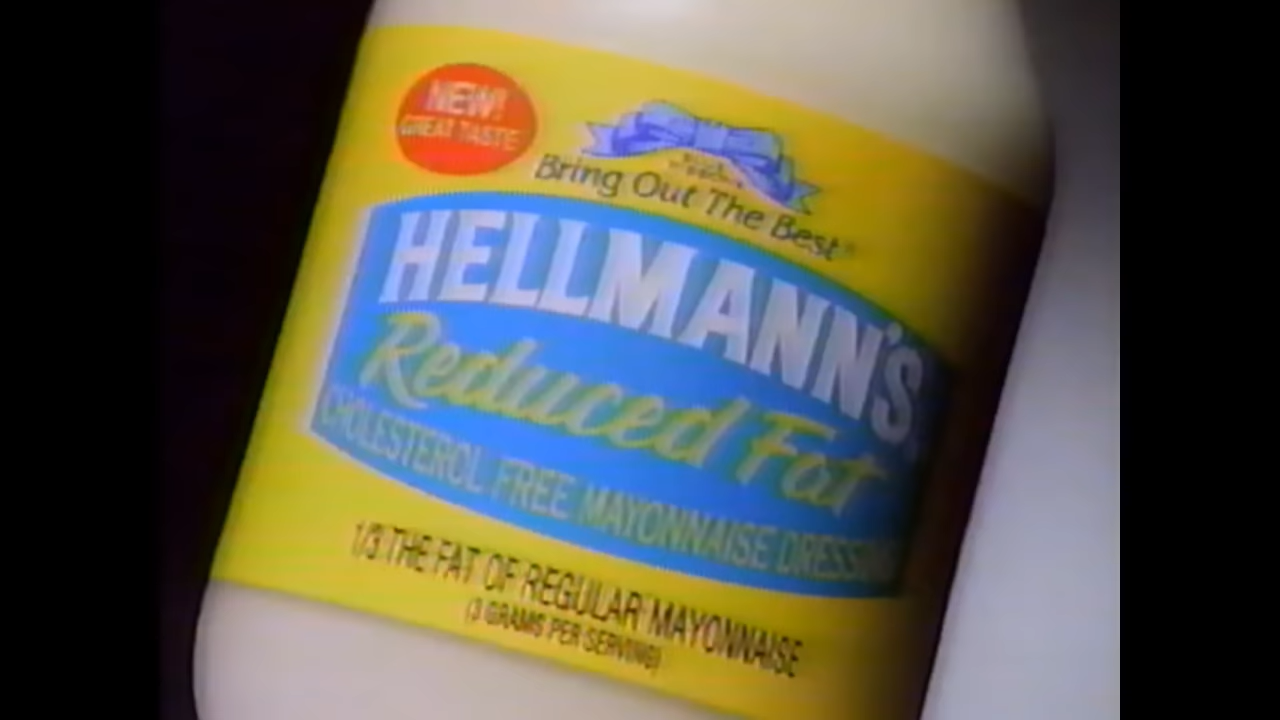 NEW!
GREAT TASTE
Bring Out The Best®
HELLMANN'S
Reduced Fat
CHOLESTEROL FREE MAYONNAISE DRESSING
1/3 THE FAT OF REGULAR MAYONNAISE
(3 GRAMS PER SERVING)